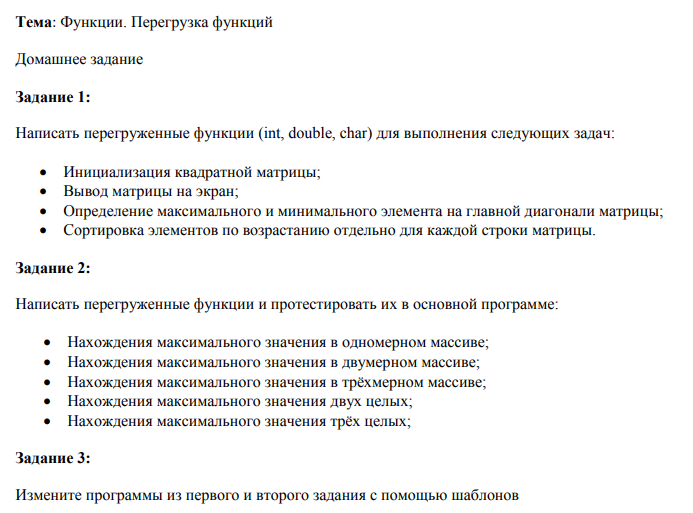 Тема: Функции. Перегрузка функций
Домашнее задание
Задание 1:
Написать перегруженные функции (int, double, char) для выполнения следующих задач:
• Инициализация квадратной матрицы;
• Вывод матрицы на экран;
• Определение максимального и минимального элемента на главной диагонали матрицы;
• Сортировка элементов по возрастанию отдельно для каждой строки матрицы.
Задание 2:
Написать перегруженные функции и протестировать их в основной программе:
• Нахождения максимального значения в одномерном массиве;
• Нахождения максимального значения в двумерном массиве;
• Нахождения максимального значения в трёхмерном массиве;
• Нахождения максимального значения двух целых;
• Нахождения максимального значения трёх целых;
Задание 3:
Измените программы из первого и второго задания с помощью шаблонов